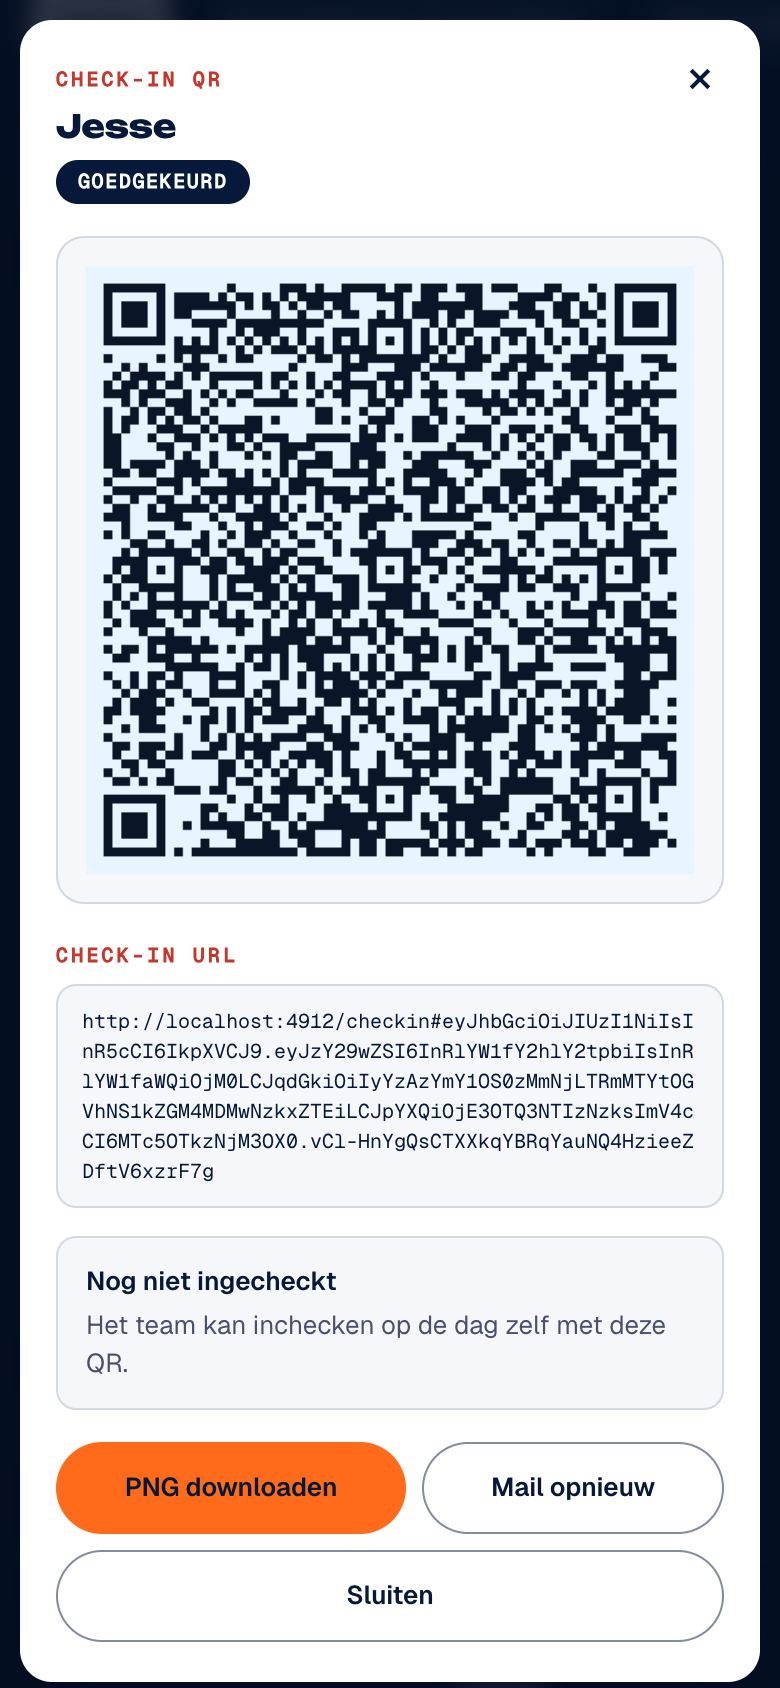 CHECK-IN QR
Jesse
GOEDGEKEURD
CHECK-IN URL
http://localhost:4912/checkin#eyJhbGciOiJIUzI1NiIsI
nR5cCI6IkpXVCJ9.eyJzY29wZSI6InRlYW1fY2hlY2tpbiIsInR
lYW1faWQiOjM0LCJqdGkiOiIyYzAzYmY1OS0zMmNjLTRmMTYtOG
VhNS1kZGM4MDMwNzkxZTEiLCJpYXQiOjE3OTQ3NTIzNzksImV4c
CI6MTc5OTkzNjM3OX0.vCl-HnYgQsCTXXkqYBRqYauNQ4HzieeZ
DftV6xzrF7g
Nog niet ingecheckt
Het team kan inchecken op de dag zelf met deze
QR.
PNG downloaden
Mail opnieuw
Sluiten